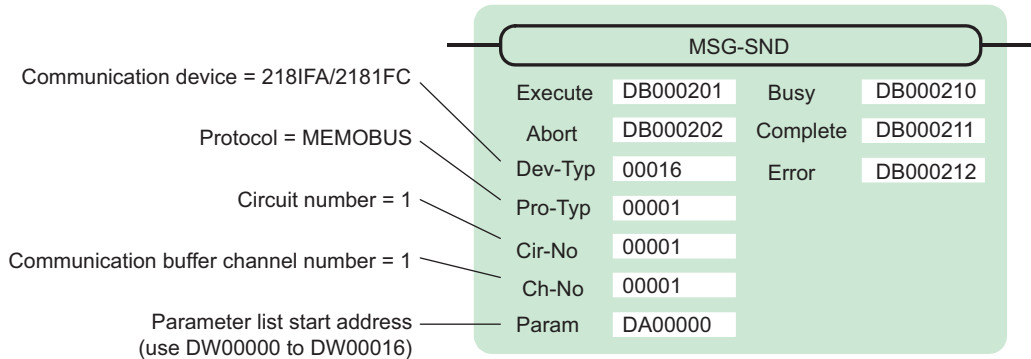 MSG-SND
Communication device = 218IFA/2181FC
Execute DB000201 Busy DB000210
Protocol = MEMOBUS
Abort DB000202 Complete DB000211
Dev-Typ 00016 Error DB000212
Circuit number = 1
Pro-Typ 00001
Cir-No 00001
Communication buffer channel number = 1
Ch-No 00001
Parameter list start address
(use DW00000 to DW00016)
Param DA00000